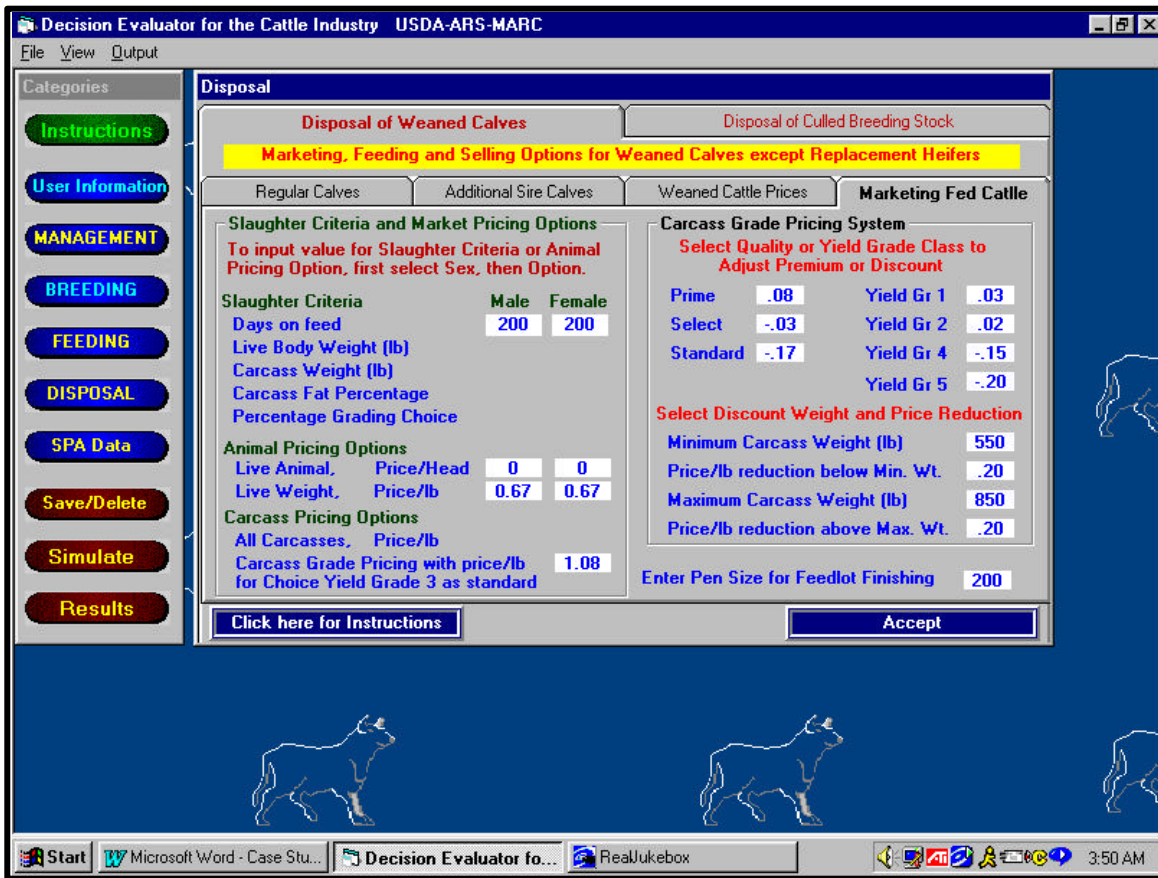 Decision Evaluator for the Cattle Industry   USDA-ARS-MARC
File View Output
Categories
Instructions
User Information
MANAGEMENT
BREEDING
FEEDING
DISPOSAL
SPA Data
Save/Delete
Simulate
Results
Disposal
Disposal of Weaned Calves
Disposal of Culled Breeding Stock
Marketing, Feeding and Selling Options for Weaned Calves except Replacement Heifers
Regular Calves
Additional Sire Calves
Weaned Cattle Prices
Marketing Fed Catlle
Slaughter Criteria and Market Pricing Options
To input value for Slaughter Criteria or Animal
Pricing Option, first select Sex, then Option.
Slaughter Criteria Male Female
Days on feed 200 200
Live Body Weight (lb)
Carcass Weight (lb)
Carcass Fat Percentage
Percentage Grading Choice
Animal Pricing Options
Live Animal, Price/Head 0 0
Live Weight, Price/lb 0.67 0.67
Carcass Pricing Options
All Carcasses, Price/lb
Carcass Grade Pricing with price/lb 1.08
for Choice Yield Grade 3 as standard
Carcass Grade Pricing System
Select Quality or Yield Grade Class to
Adjust Premium or Discount
Prime .08 Yield Gr 1 .03
Select -.03 Yield Gr 2 .02
Standard -.17 Yield Gr 4 -.15
Yield Gr 5 -.20
Select Discount Weight and Price Reduction
Minimum Carcass Weight (lb) 550
Price/lb reduction below Min. Wt. .20
Maximum Carcass Weight (lb) 850
Price/lb reduction above Max. Wt. .20
Enter Pen Size for Feedlot Finishing 200
Click here for Instructions
Accept
Start
Microsoft Word - Case Stu...
Decision Evaluator fo...
RealJukebox
ATI
3:50 AM